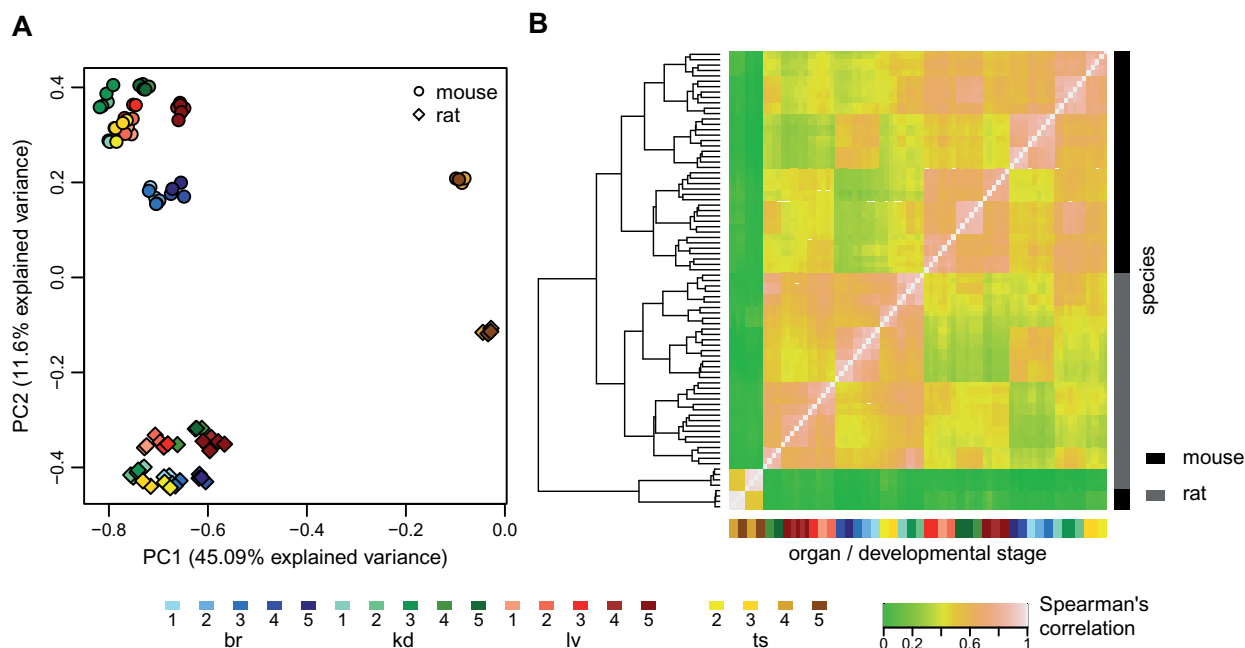 A
B
PC2 (11.6% explained variance)
0.4
0.2
0.0
−0.2
−0.4
mouse
rat
−0.8
−0.6
−0.4
−0.2
0.0
PC1 (45.09% explained variance)
species
mouse
rat
organ / developmental stage
1 2 3 4 5 1 2 3 4 5 1 2 3 4 5 2 3 4 5
br kd lv ts
0 0.2 0.6 1
Spearman's
correlation